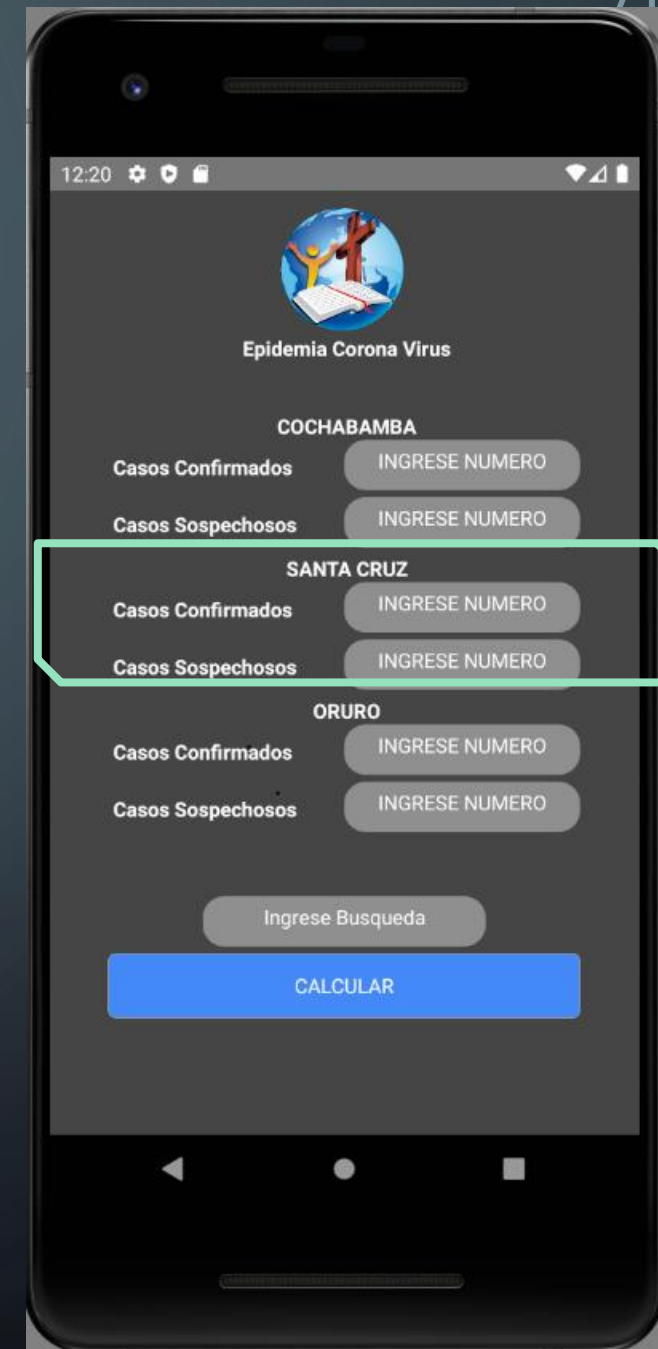 12:20
Epidemia Corona Virus
COCHABAMBA
Casos Confirmados INGRESE NUMERO
Casos Sospechosos INGRESE NUMERO
SANTA CRUZ
Casos Confirmados INGRESE NUMERO
Casos Sospechosos INGRESE NUMERO
ORURO
Casos Confirmados INGRESE NUMERO
Casos Sospechosos INGRESE NUMERO
Ingrese Busqueda
CALCULAR